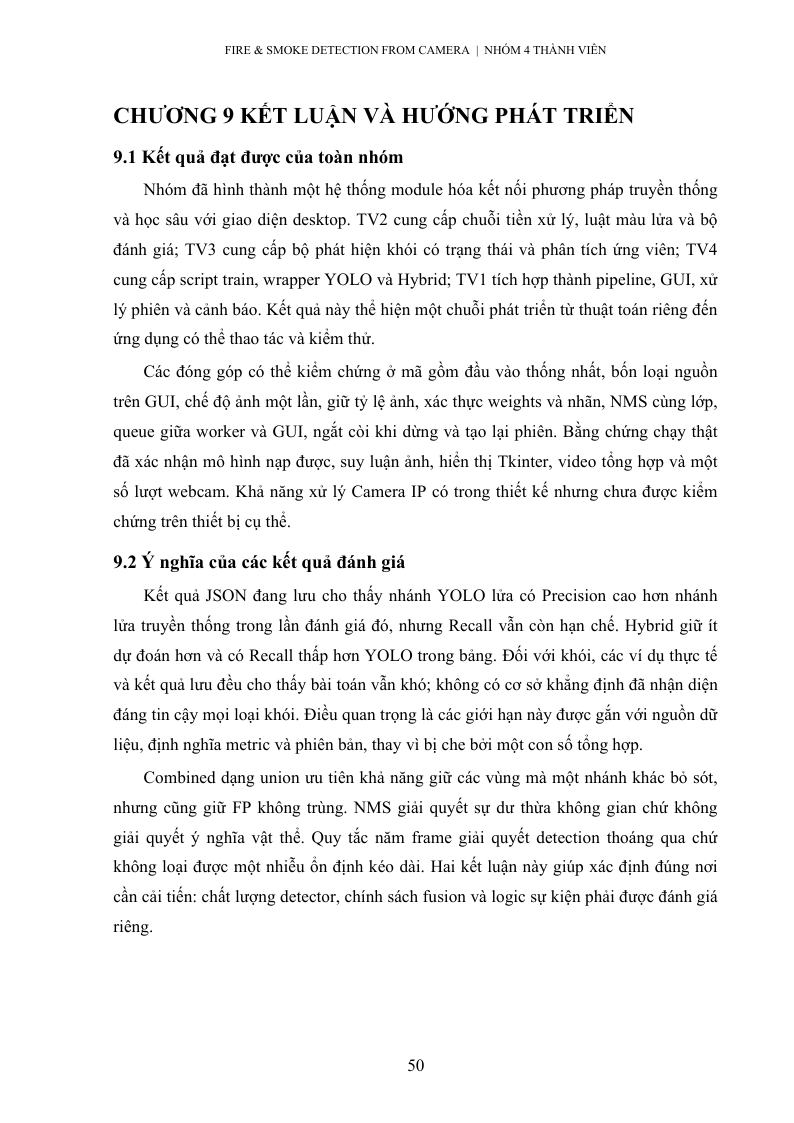 FIRE & SMOKE DETECTION FROM CAMERA | NHÓM 4 THÀNH VIÊN
CHƯƠNG 9 KẾT LUẬN VÀ HƯỚNG PHÁT TRIỂN
9.1 Kết quả đạt được của toàn nhóm
Nhóm đã hình thành một hệ thống module hóa kết nối phương pháp truyền thống
và học sâu với giao diện desktop. TV2 cung cấp chuỗi tiền xử lý, luật màu lửa và bộ
đánh giá; TV3 cung cấp bộ phát hiện khói có trạng thái và phân tích ứng viên; TV4
cung cấp script train, wrapper YOLO và Hybrid; TV1 tích hợp thành pipeline, GUI, xử
lý phiên và cảnh báo. Kết quả này thể hiện một chuỗi phát triển từ thuật toán riêng đến
ứng dụng có thể thao tác và kiểm thử.
Các đóng góp có thể kiểm chứng ở mã gồm đầu vào thống nhất, bốn loại nguồn
trên GUI, chế độ ảnh một lần, giữ tỷ lệ ảnh, xác thực weights và nhãn, NMS cùng lớp,
queue giữa worker và GUI, ngắt còi khi dừng và tạo lại phiên. Bằng chứng chạy thật
đã xác nhận mô hình nạp được, suy luận ảnh, hiển thị Tkinter, video tổng hợp và một
số lượt webcam. Khả năng xử lý Camera IP có trong thiết kế nhưng chưa được kiểm
chứng trên thiết bị cụ thể.
9.2 Ý nghĩa của các kết quả đánh giá
Kết quả JSON đang lưu cho thấy nhánh YOLO lửa có Precision cao hơn nhánh
lửa truyền thống trong lần đánh giá đó, nhưng Recall vẫn còn hạn chế. Hybrid giữ ít
dự đoán hơn và có Recall thấp hơn YOLO trong bảng. Đối với khói, các ví dụ thực tế
và kết quả lưu đều cho thấy bài toán vẫn khó; không có cơ sở khẳng định đã nhận diện
đáng tin cậy mọi loại khói. Điều quan trọng là các giới hạn này được gắn với nguồn dữ
liệu, định nghĩa metric và phiên bản, thay vì bị che bởi một con số tổng hợp.
Combined dạng union ưu tiên khả năng giữ các vùng mà một nhánh khác bỏ sót,
nhưng cũng giữ FP không trùng. NMS giải quyết sự dư thừa không gian chứ không
giải quyết ý nghĩa vật thể. Quy tắc năm frame giải quyết detection thoáng qua chứ
không loại được một nhiễu ổn định kéo dài. Hai kết luận này giúp xác định đúng nơi
cần cải tiến: chất lượng detector, chính sách fusion và logic sự kiện phải được đánh giá
riêng.
50